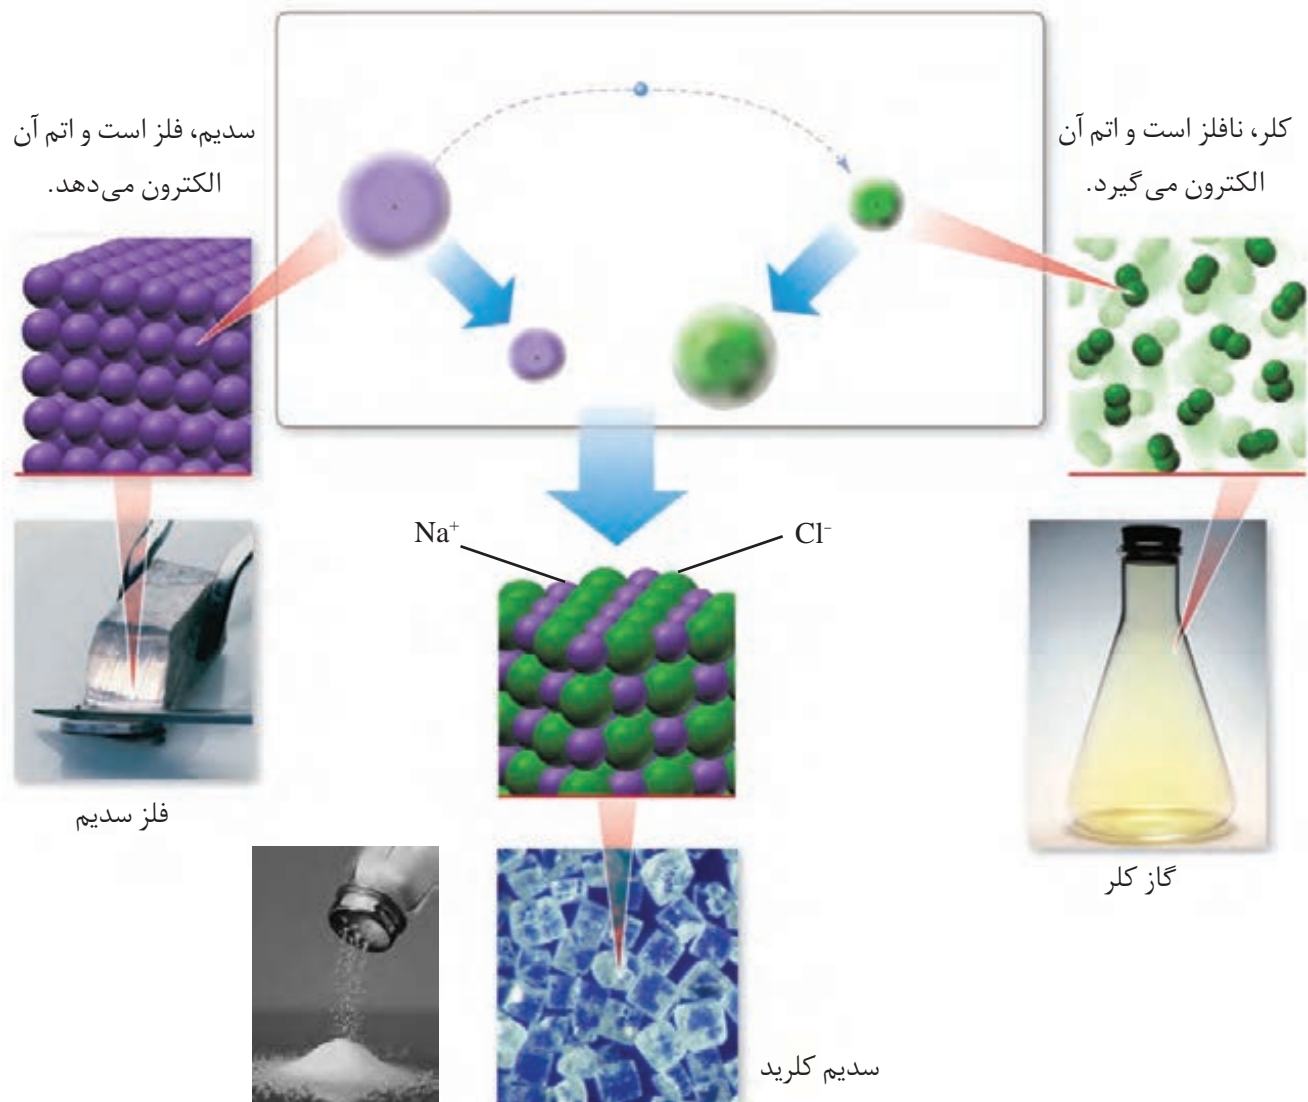 کلر، نافلز است و اتم آن
الکترون می‌گیرد.
سدیم، فلز است و اتم آن
الکترون می‌دهد.
Na⁺
Cl⁻
فلز سدیم
گاز کلر
سدیم کلرید